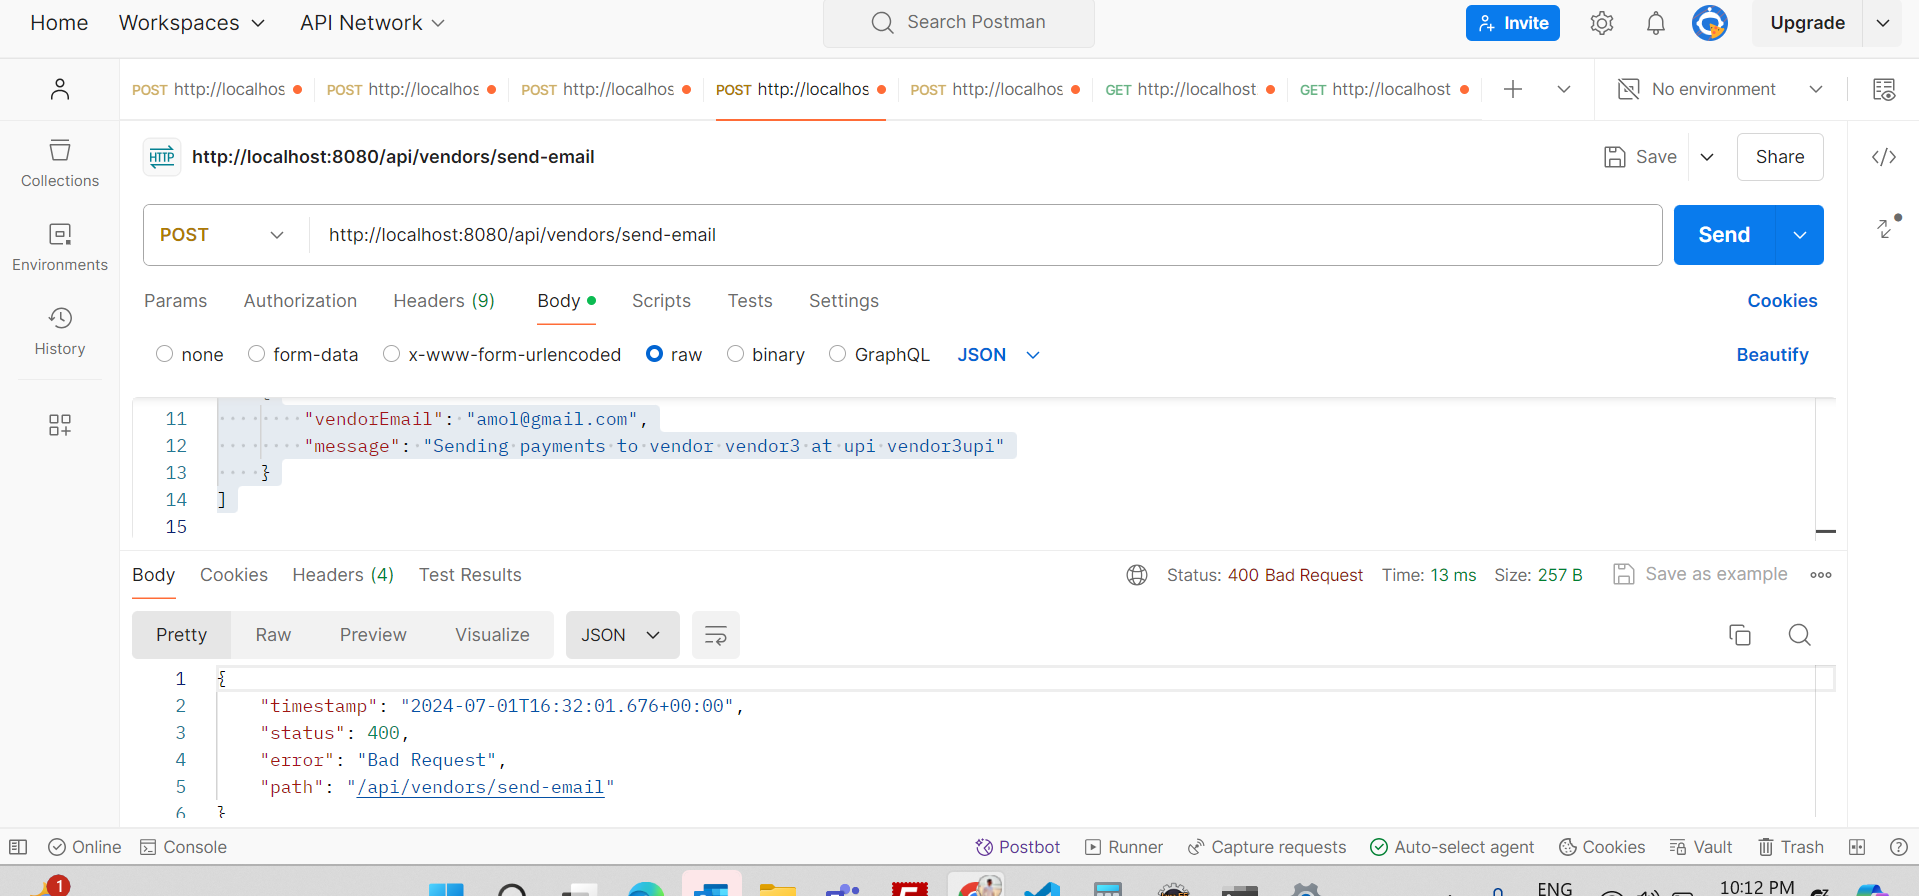 Home Workspaces API Network Search Postman Invite Upgrade
POST http://localhos POST http://localhos POST http://localhos POST http://localhos POST http://localhos GET http://localhost GET http://localhost No environment
HTTP http://localhost:8080/api/vendors/send-email Save Share
Collections
POST http://localhost:8080/api/vendors/send-email Send
Environments
Params Authorization Headers (9) Body Scripts Tests Settings Cookies
History
none form-data x-www-form-urlencoded raw binary GraphQL JSON Beautify
11 "vendorEmail": "amol@gmail.com",
12 "message": "Sending payments to vendor vendor3 at upi vendor3upi"
13 }
14 ]
15
Body Cookies Headers (4) Test Results Status: 400 Bad Request Time: 13 ms Size: 257 B Save as example
Pretty Raw Preview Visualize JSON
1 {
2 "timestamp": "2024-07-01T16:32:01.676+00:00",
3 "status": 400,
4 "error": "Bad Request",
5 "path": "/api/vendors/send-email"
6 }
Online Console Postbot Runner Capture requests Auto-select agent Cookies Vault Trash
1 ENG 10:12 PM